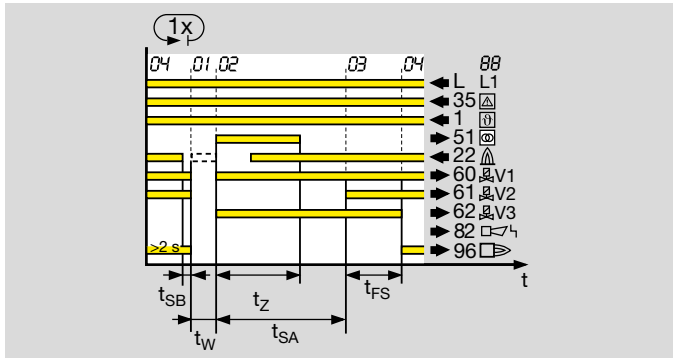 1x
04 01 02 03 04 88
L L1
35
1 ϑ
51
22
60 V1
61 V2
62 V3
82
>2 s 96
t
tSB tZ tFS
tW tSA